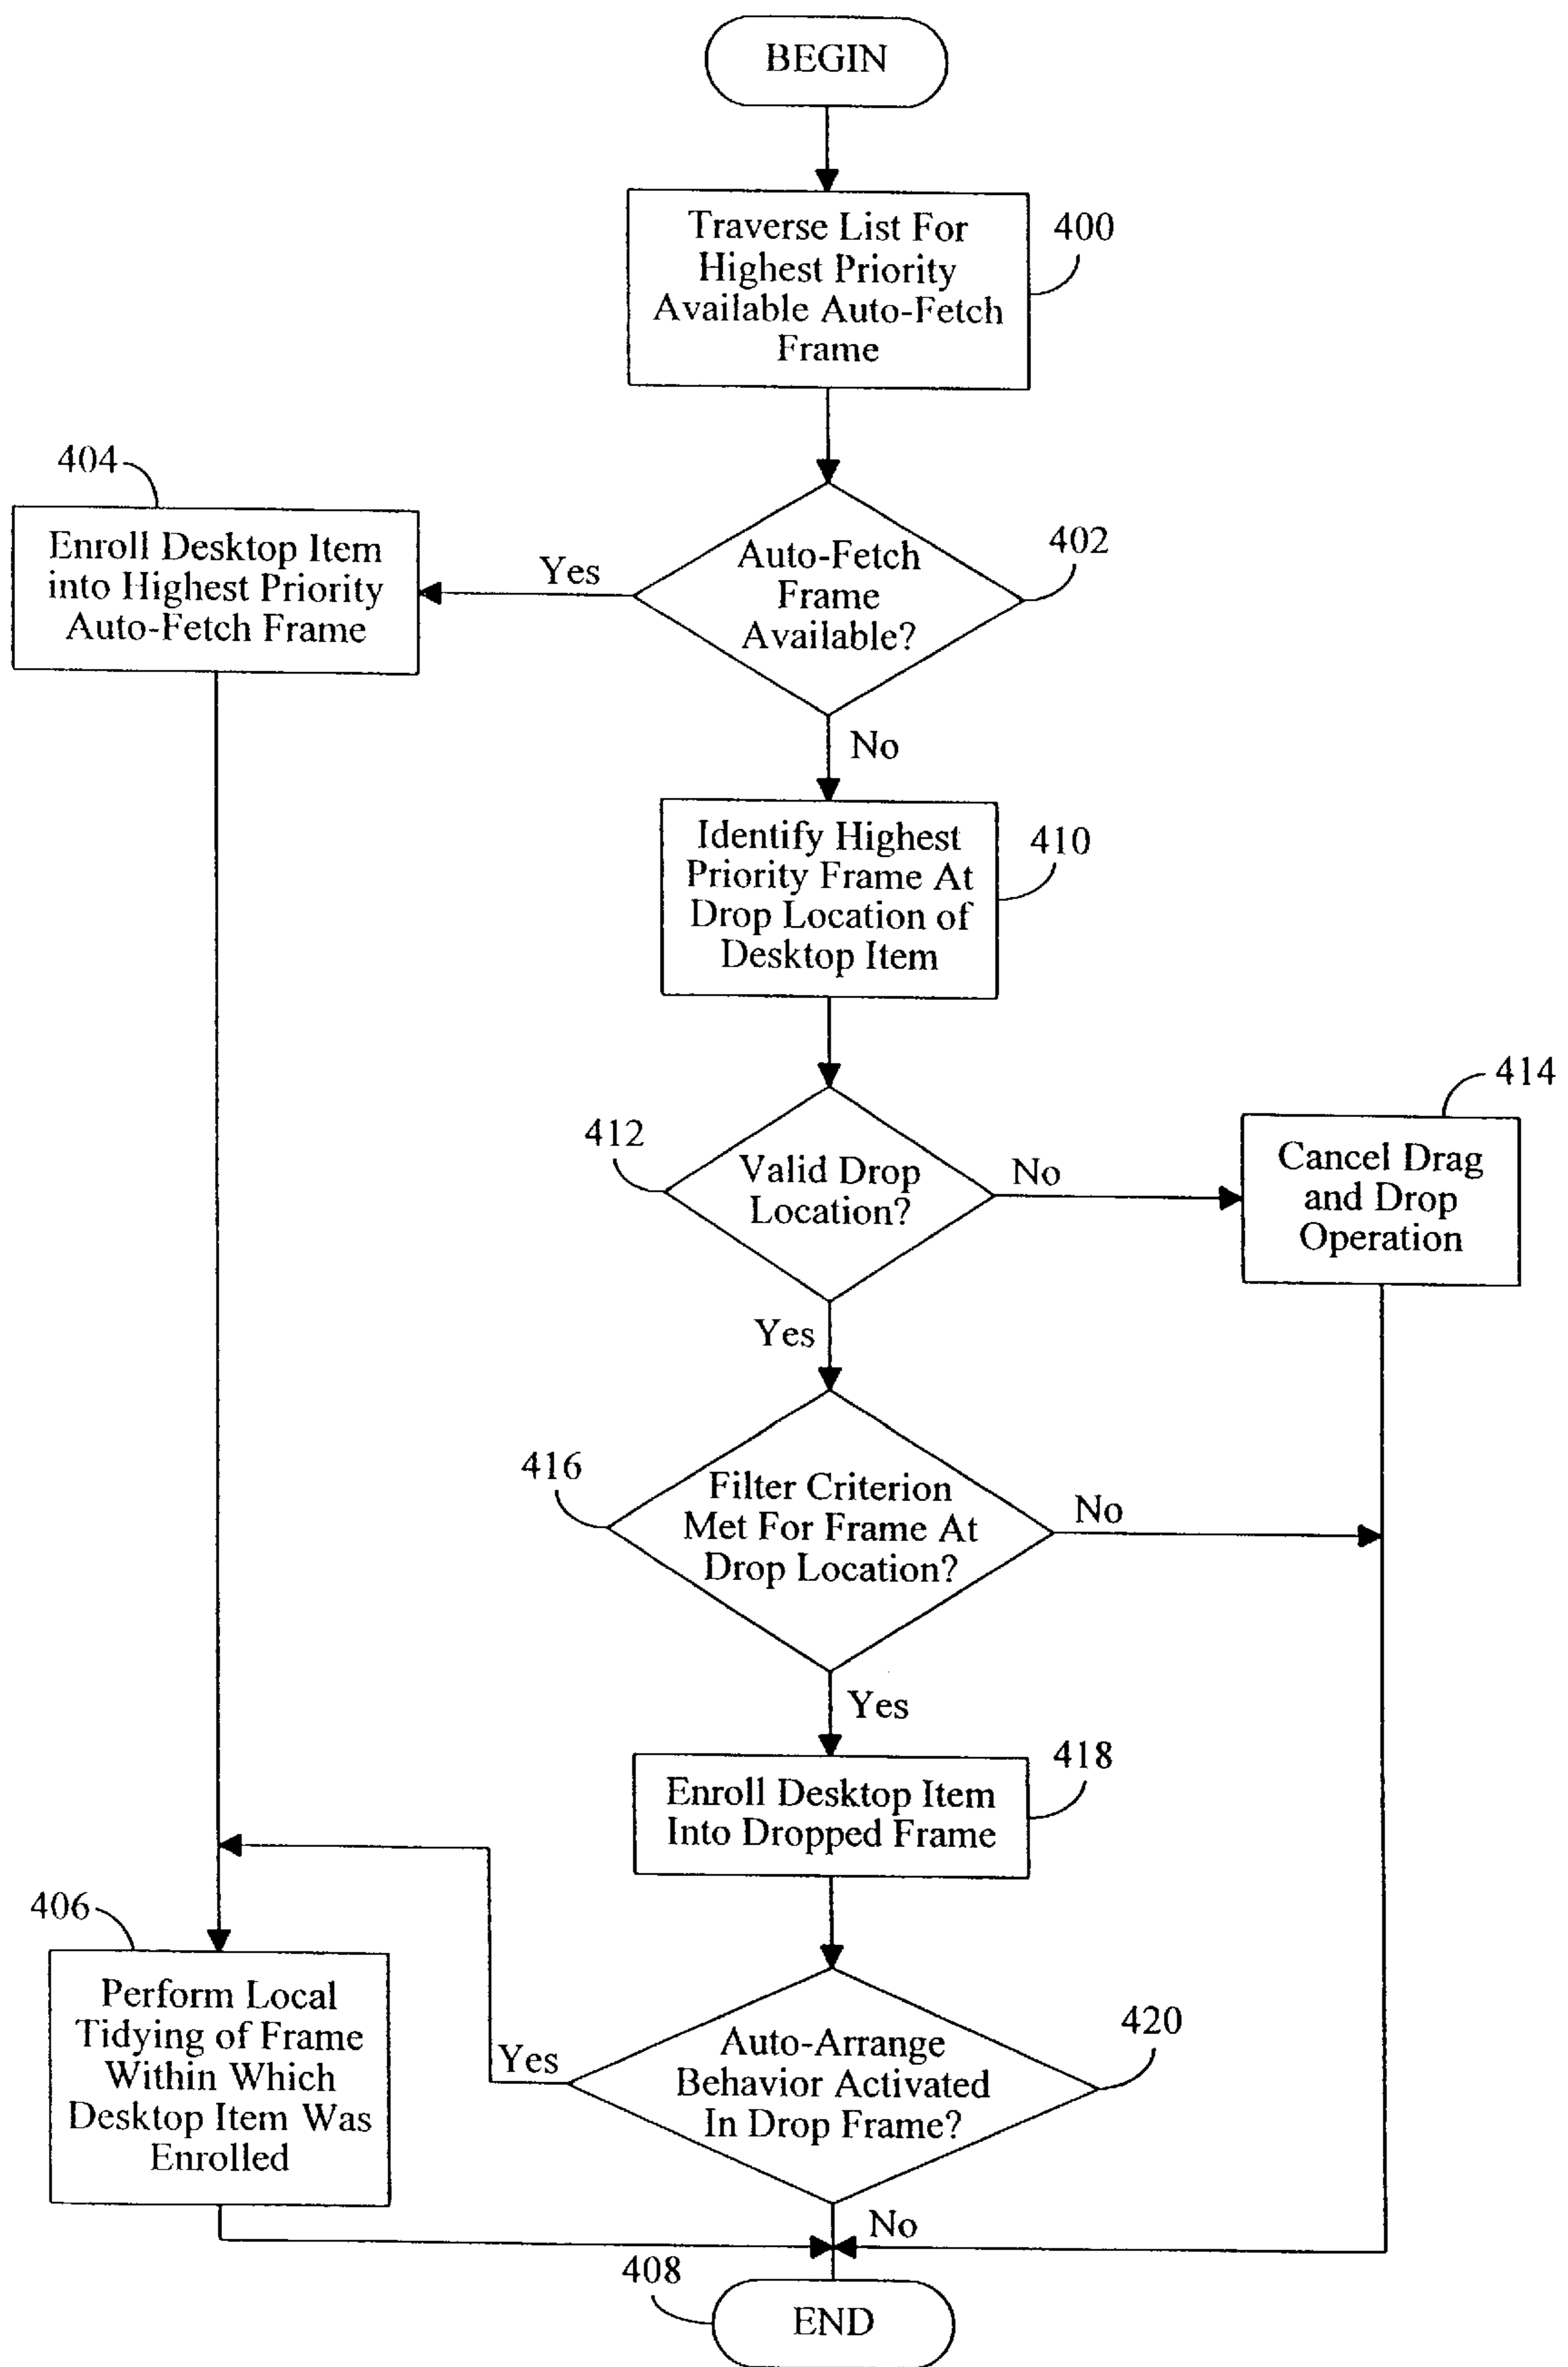 BEGIN
Traverse List For
Highest Priority
Available Auto-Fetch
Frame
400
404
Enroll Desktop Item
into Highest Priority
Auto-Fetch Frame
Yes
Auto-Fetch
Frame
Available?
402
No
Identify Highest
Priority Frame At
Drop Location of
Desktop Item
410
412
Valid Drop
Location?
No
414
Cancel Drag
and Drop
Operation
Yes
416
Filter Criterion
Met For Frame At
Drop Location?
No
Yes
Enroll Desktop Item
Into Dropped Frame
418
406
Perform Local
Tidying of Frame
Within Which
Desktop Item Was
Enrolled
Yes
Auto-Arrange
Behavior Activated
In Drop Frame?
420
No
408
END